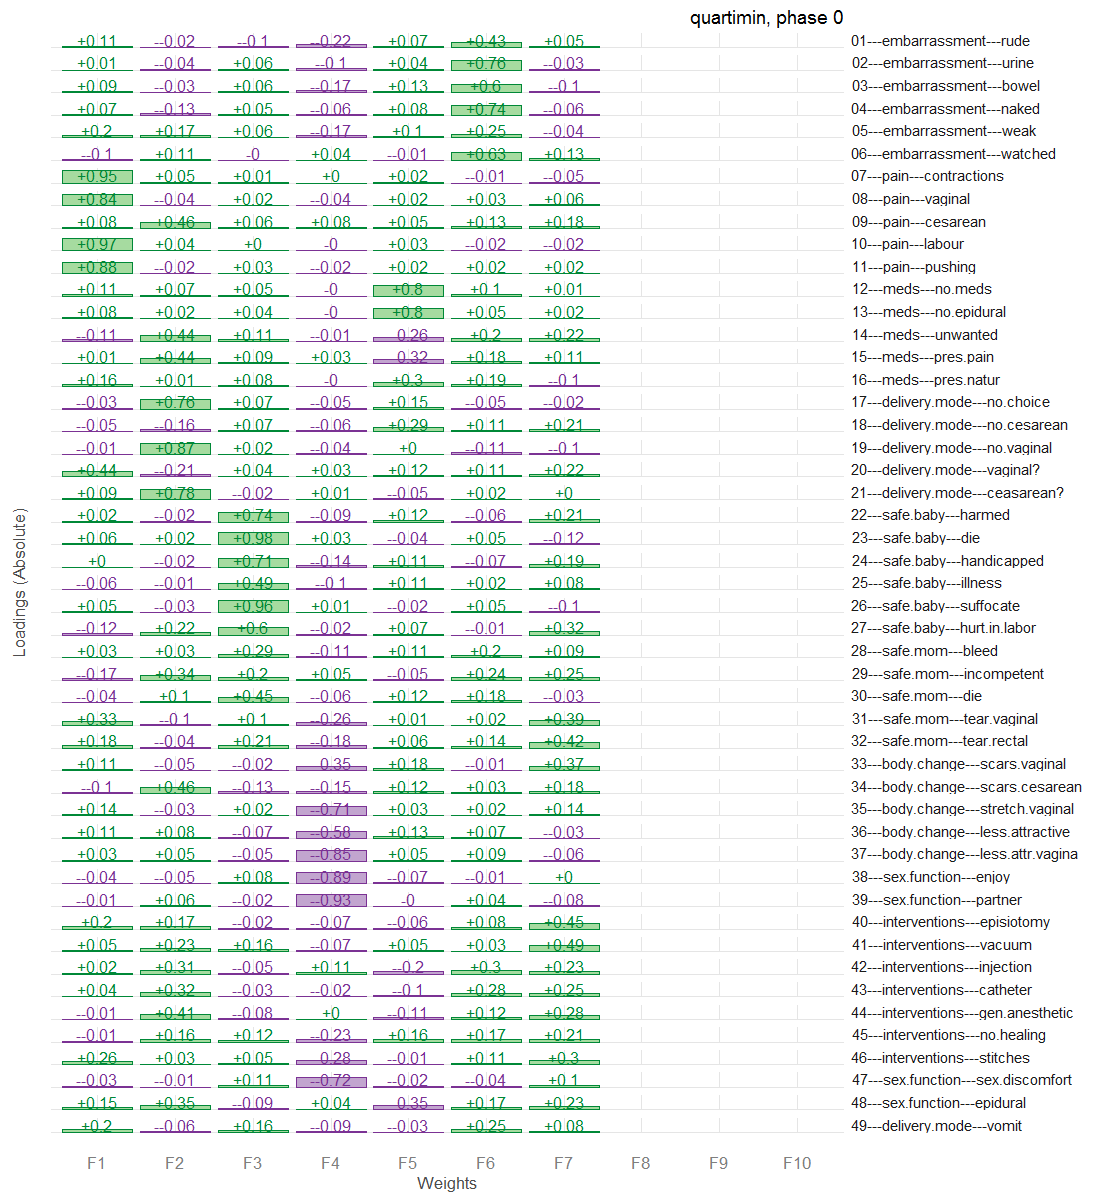 quartimin, phase 0
+0.11 --0.02 --0.1 --0.22 +0.07 +0.43 +0.05 01---embarrassment---rude
+0.01 --0.04 +0.06 --0.1 +0.04 +0.76 --0.03 02---embarrassment---urine
+0.09 --0.03 +0.06 --0.17 +0.13 +0.6 --0.1 03---embarrassment---bowel
+0.07 --0.13 +0.05 --0.06 +0.08 +0.74 --0.06 04---embarrassment---naked
+0.2 +0.17 +0.06 --0.17 +0.1 +0.25 --0.04 05---embarrassment---weak
--0.1 +0.11 -0 +0.04 --0.01 +0.63 +0.13 06---embarrassment---watched
+0.95 +0.05 +0.01 +0 +0.02 --0.01 --0.05 07---pain---contractions
+0.84 --0.04 +0.02 --0.04 +0.02 +0.03 +0.06 08---pain---vaginal
+0.08 +0.46 +0.06 +0.08 +0.05 +0.13 +0.18 09---pain---cesarean
+0.97 +0.04 +0 -0 +0.03 --0.02 --0.02 10---pain---labour
+0.88 --0.02 +0.03 --0.02 +0.02 +0.02 +0.02 11---pain---pushing
+0.11 +0.07 +0.05 -0 +0.8 +0.1 +0.01 12---meds---no.meds
+0.08 +0.02 +0.04 -0 +0.8 +0.05 +0.02 13---meds---no.epidural
--0.11 +0.44 +0.11 --0.01 --0.26 +0.2 +0.22 14---meds---unwanted
+0.01 +0.44 +0.09 +0.03 --0.32 +0.18 +0.11 15---meds---pres.pain
+0.16 +0.01 +0.08 -0 +0.3 +0.19 --0.1 16---meds---pres.natur
--0.03 +0.76 +0.07 --0.05 +0.15 --0.05 --0.02 17---delivery.mode---no.choice
--0.05 --0.16 +0.07 --0.06 +0.29 +0.11 +0.21 18---delivery.mode---no.cesarean
--0.01 +0.87 +0.02 --0.04 +0 --0.11 --0.1 19---delivery.mode---no.vaginal
+0.44 --0.21 +0.04 +0.03 +0.12 +0.11 +0.22 20---delivery.mode---vaginal?
+0.09 +0.78 --0.02 +0.01 --0.05 +0.02 +0 21---delivery.mode---ceasarean?
+0.02 --0.02 +0.74 --0.09 +0.12 --0.06 +0.21 22---safe.baby---harmed
+0.06 +0.02 +0.98 +0.03 --0.04 +0.05 --0.12 23---safe.baby---die
+0 --0.02 +0.71 --0.14 +0.11 --0.07 +0.19 24---safe.baby---handicapped
--0.06 --0.01 +0.49 --0.1 +0.11 +0.02 +0.08 25---safe.baby---illness
+0.05 --0.03 +0.96 +0.01 --0.02 +0.05 --0.1 26---safe.baby---suffocate
--0.12 +0.22 +0.6 --0.02 +0.07 --0.01 +0.32 27---safe.baby---hurt.in.labor
+0.03 +0.03 +0.29 --0.11 +0.11 +0.2 +0.09 28---safe.mom---bleed
--0.17 +0.34 +0.2 +0.05 +0.05 +0.24 +0.25 29---safe.mom---incompetent
--0.04 +0.1 +0.45 --0.06 +0.12 +0.18 --0.03 30---safe.mom---die
+0.33 --0.1 +0.1 --0.26 +0.01 +0.02 +0.39 31---safe.mom---tear.vaginal
+0.18 --0.04 +0.21 --0.18 +0.06 +0.14 +0.42 32---safe.mom---tear.rectal
+0.11 --0.05 --0.02 --0.35 +0.18 --0.01 +0.37 33---body.change---scars.vaginal
--0.1 +0.46 --0.13 --0.15 +0.12 +0.03 +0.18 34---body.change---scars.cesarean
+0.14 --0.03 +0.02 --0.71 +0.03 +0.02 +0.14 35---body.change---stretch.vaginal
+0.11 +0.08 --0.07 --0.58 +0.13 +0.07 --0.03 36---body.change---less.attractive
+0.03 +0.05 --0.05 --0.85 +0.05 +0.09 --0.06 37---body.change---less.attr.vagina
--0.04 --0.05 +0.08 --0.89 --0.07 --0.01 +0 38---sex.function---enjoy
--0.01 +0.06 --0.02 --0.93 -0 +0.04 --0.08 39---sex.function---partner
+0.2 +0.17 --0.02 --0.07 --0.06 +0.08 +0.45 40---interventions---episiotomy
+0.05 +0.23 +0.16 --0.07 +0.05 +0.03 +0.49 41---interventions---vacuum
+0.02 +0.31 --0.05 +0.11 --0.2 +0.3 +0.23 42---interventions---injection
+0.04 +0.32 --0.03 --0.02 --0.1 +0.28 +0.25 43---interventions---catheter
--0.01 +0.41 --0.08 +0 --0.11 +0.12 +0.28 44---interventions---gen.anesthetic
--0.01 +0.16 +0.12 --0.23 +0.16 +0.17 +0.21 45---interventions---no.healing
+0.26 +0.03 +0.05 --0.28 --0.01 +0.11 +0.3 46---interventions---stitches
--0.03 --0.01 +0.11 --0.72 --0.02 --0.04 +0.1 47---sex.function---sex.discomfort
+0.15 +0.35 --0.09 +0.04 --0.35 +0.17 +0.23 48---sex.function---epidural
+0.2 --0.06 +0.16 --0.09 --0.03 +0.25 +0.08 49---delivery.mode---vomit
F1 F2 F3 F4 F5 F6 F7 F8 F9 F10
Weights
Loadings (Absolute)